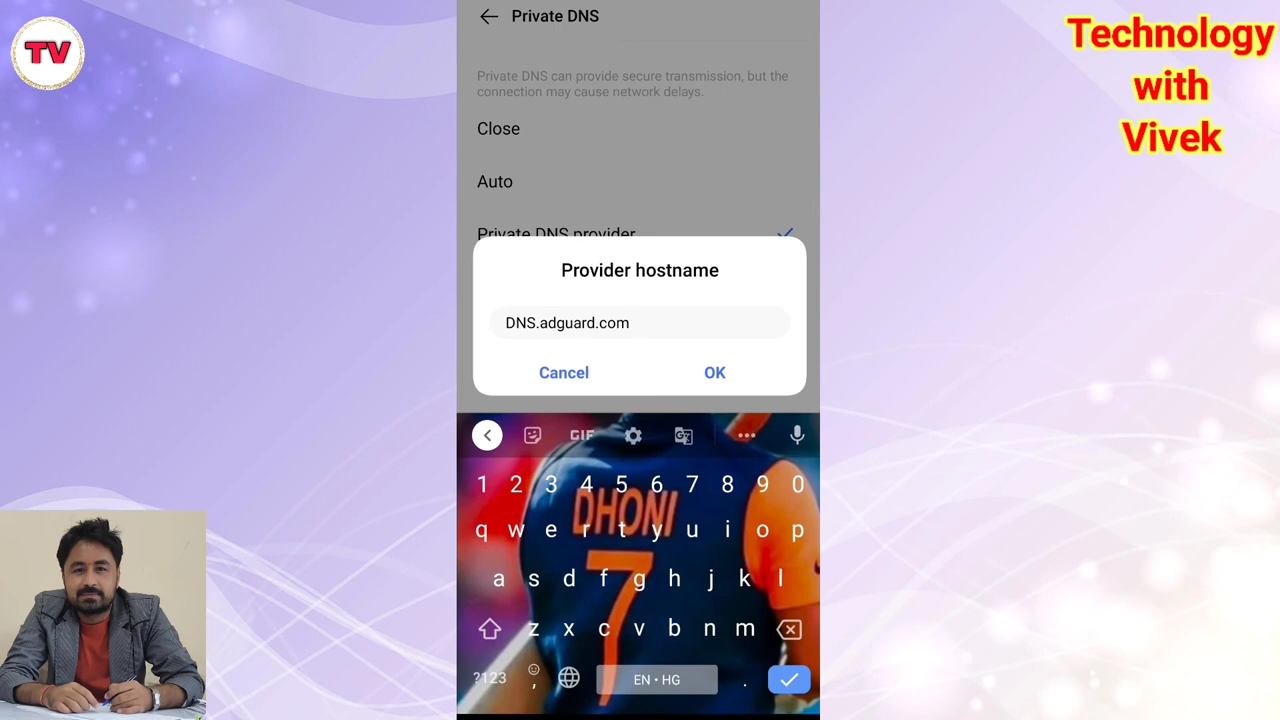 TV
Technology
with
Vivek
Private DNS
Private DNS can provide secure transmission, but the
connection may cause network delays.
Close
Auto
Private DNS provider
Provider hostname
DNS.adguard.com
Cancel OK
GIF
DHONI
7
1 2 3 4 5 6 7 8 9 0
q w e r t y u i o p
a s d f g h j k l
z x c v b n m
?123 , EN • HG .